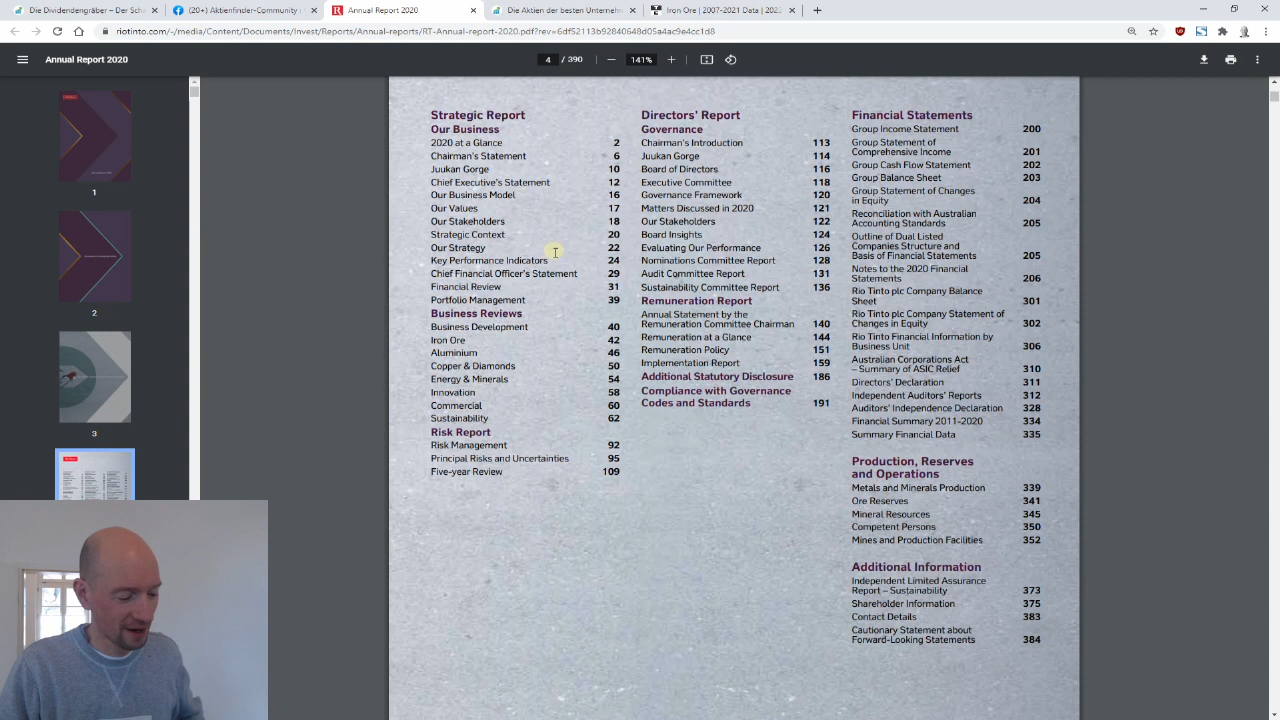 Die Dividendengräber – Der Sch
(20+) Aktienfinder-Community
Annual Report 2020
Die Aktien der besten Unternehm
Iron Ore | 2007-2021 Data | 2022
riotinto.com/-/media/Content/Documents/Invest/Reports/Annual-reports/RT-Annual-report-2020.pdf?rev=6df52113b92840648d05a4ac9e4cc1d8
Annual Report 2020
4 / 390
141%
1
2
3
Strategic Report
Our Business
2020 at a Glance 2
Chairman's Statement 6
Juukan Gorge 10
Chief Executive's Statement 12
Our Business Model 16
Our Values 17
Our Stakeholders 18
Strategic Context 20
Our Strategy 22
Key Performance Indicators 24
Chief Financial Officer's Statement 29
Financial Review 31
Portfolio Management 39
Business Reviews
Business Development 40
Iron Ore 42
Aluminium 46
Copper & Diamonds 50
Energy & Minerals 54
Innovation 58
Commercial 60
Sustainability 62
Risk Report
Risk Management 92
Principal Risks and Uncertainties 95
Five-year Review 109
Directors' Report
Governance
Chairman's Introduction 113
Juukan Gorge 114
Board of Directors 116
Executive Committee 118
Governance Framework 120
Matters Discussed in 2020 121
Our Stakeholders 122
Board Insights 124
Evaluating Our Performance 126
Nominations Committee Report 128
Audit Committee Report 131
Sustainability Committee Report 136
Remuneration Report
Annual Statement by the
Remuneration Committee Chairman 140
Remuneration at a Glance 144
Remuneration Policy 151
Implementation Report 159
Additional Statutory Disclosure 186
Compliance with Governance
Codes and Standards 191
Financial Statements
Group Income Statement 200
Group Statement of
Comprehensive Income 201
Group Cash Flow Statement 202
Group Balance Sheet 203
Group Statement of Changes
in Equity 204
Reconciliation with Australian
Accounting Standards 205
Outline of Dual Listed
Companies Structure and
Basis of Financial Statements 205
Notes to the 2020 Financial
Statements 206
Rio Tinto plc Company Balance
Sheet 301
Rio Tinto plc Company Statement of
Changes in Equity 302
Rio Tinto Financial Information by
Business Unit 306
Australian Corporations Act
– Summary of ASIC Relief 310
Directors' Declaration 311
Independent Auditors' Reports 312
Auditors' Independence Declaration 328
Financial Summary 2011-2020 334
Summary Financial Data 335
Production, Reserves
and Operations
Metals and Minerals Production 339
Ore Reserves 341
Mineral Resources 345
Competent Persons 350
Mines and Production Facilities 352
Additional Information
Independent Limited Assurance
Report – Sustainability 373
Shareholder Information 375
Contact Details 383
Cautionary Statement about
Forward-Looking Statements 384